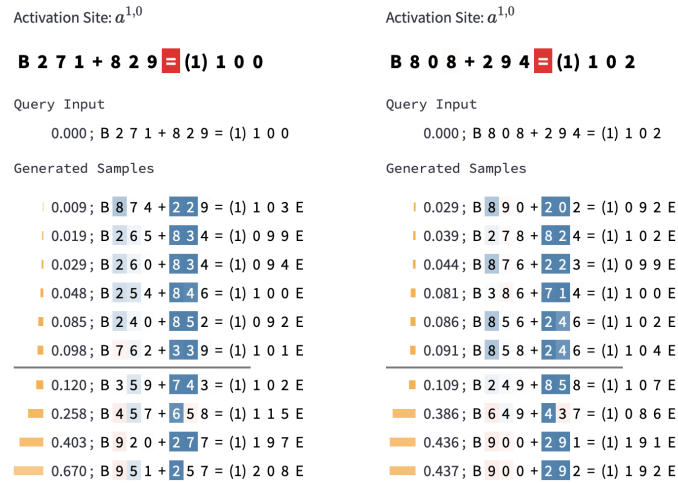 Activation Site: a^{1,0}
B 2 7 1 + 8 2 9 = (1) 1 0 0
Query Input
0.000 ; B 2 7 1 + 8 2 9 = (1) 1 0 0
Generated Samples
0.009 ; B 8 7 4 + 2 2 9 = (1) 1 0 3 E
0.019 ; B 2 6 5 + 8 3 4 = (1) 0 9 9 E
0.029 ; B 2 6 0 + 8 3 4 = (1) 0 9 4 E
0.048 ; B 2 5 4 + 8 4 6 = (1) 1 0 0 E
0.085 ; B 2 4 0 + 8 5 2 = (1) 0 9 2 E
0.098 ; B 7 6 2 + 3 3 9 = (1) 1 0 1 E
0.120 ; B 3 5 9 + 7 4 3 = (1) 1 0 2 E
0.258 ; B 4 5 7 + 6 5 8 = (1) 1 1 5 E
0.403 ; B 9 2 0 + 2 7 7 = (1) 1 9 7 E
0.670 ; B 9 5 1 + 2 5 7 = (1) 2 0 8 E
Activation Site: a^{1,0}
B 8 0 8 + 2 9 4 = (1) 1 0 2
Query Input
0.000 ; B 8 0 8 + 2 9 4 = (1) 1 0 2
Generated Samples
0.029 ; B 8 9 0 + 2 0 2 = (1) 0 9 2 E
0.039 ; B 2 7 8 + 8 2 4 = (1) 1 0 2 E
0.044 ; B 8 7 6 + 2 2 3 = (1) 0 9 9 E
0.081 ; B 3 8 6 + 7 1 4 = (1) 1 0 0 E
0.086 ; B 8 5 6 + 2 4 6 = (1) 1 0 2 E
0.091 ; B 8 5 8 + 2 4 6 = (1) 1 0 4 E
0.109 ; B 2 4 9 + 8 5 8 = (1) 1 0 7 E
0.386 ; B 6 4 9 + 4 3 7 = (1) 0 8 6 E
0.436 ; B 9 0 0 + 2 9 1 = (1) 1 9 1 E
0.437 ; B 9 0 0 + 2 9 2 = (1) 1 9 2 E